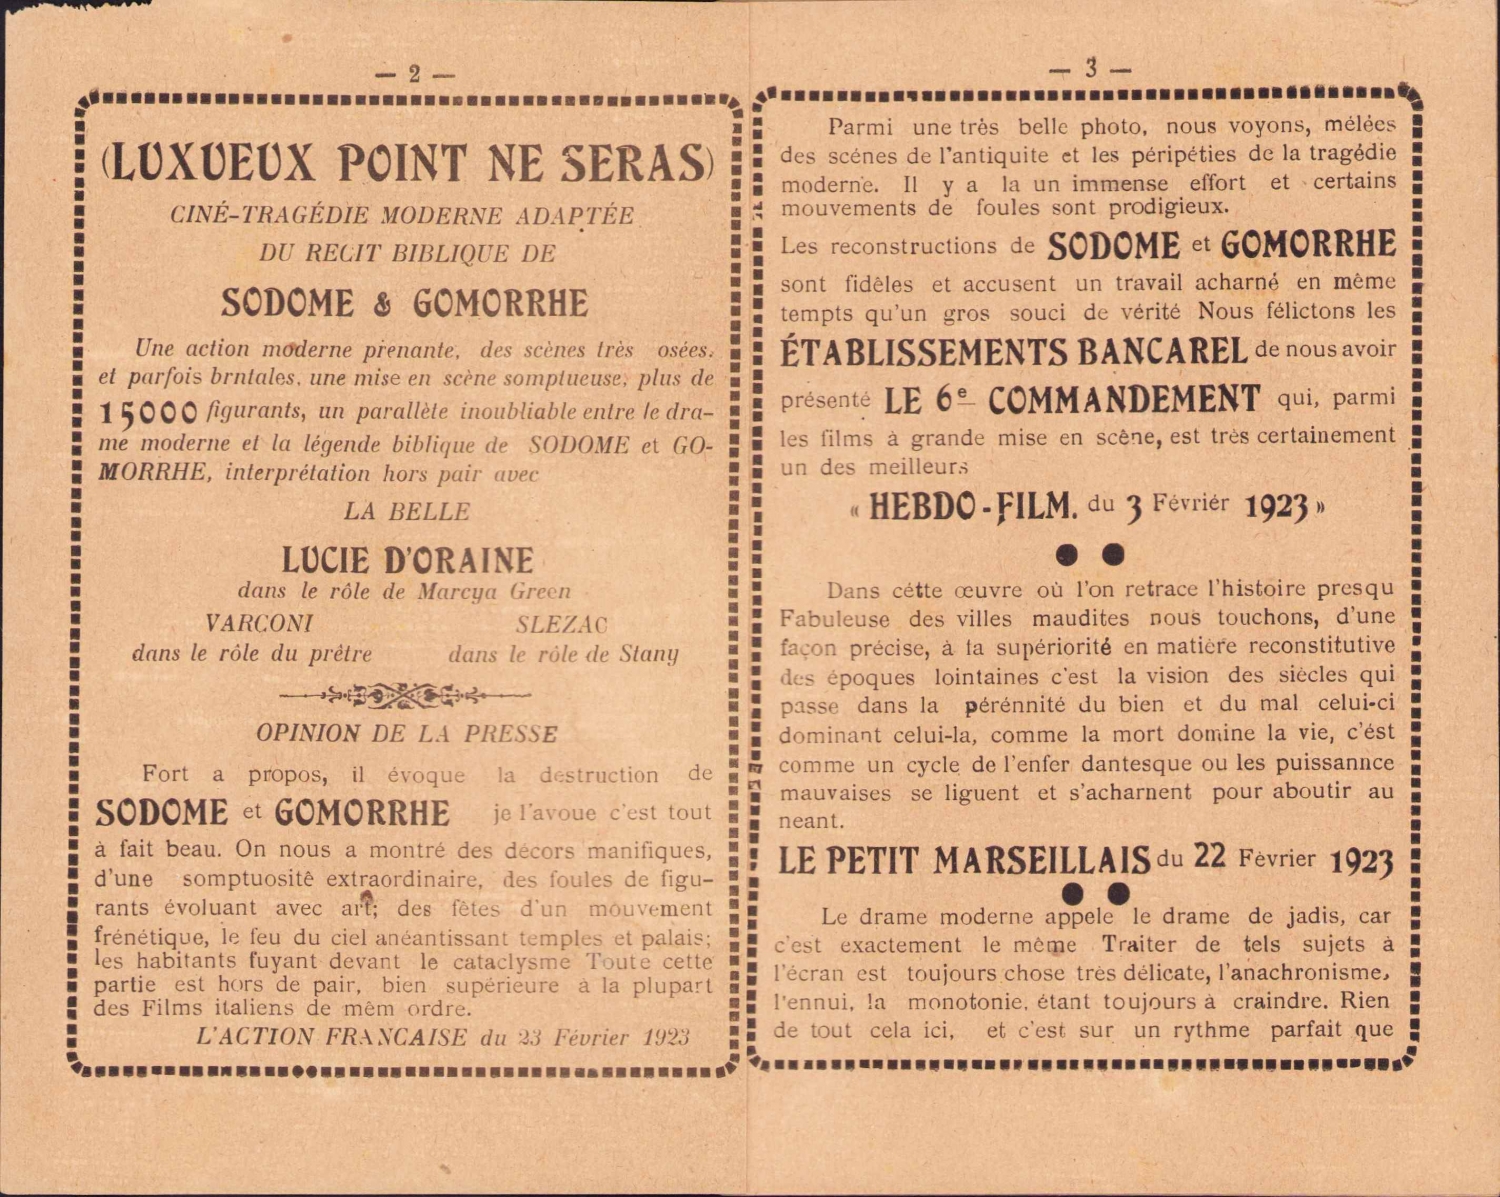 — 2 —
(LUXUEUX POINT NE SERAS)
CINÉ-TRAGÉDIE MODERNE ADAPTÉE
DU RECIT BIBLIQUE DE
SODOME & GOMORRHE
Une action moderne prenante, des scènes très osées,
et parfois brntales, une mise en scène somptueuse, plus de
15000 figurants, un parallète inoubliable entre le dra-
me moderne et la légende biblique de SODOME et GO-
MORRHE, interprétation hors pair avec
LA BELLE
LUCIE D'ORAINE
dans le rôle de Marcya Green
VARCONI SLEZAC
dans le rôle du prêtre dans le rôle de Stany
OPINION DE LA PRESSE
Fort a propos, il évoque la destruction de
SODOME et GOMORRHE je l'avoue c'est tout
à fait beau. On nous a montré des décors manifiques,
d'une somptuositê extraordinaire, des foules de figu-
rants évoluant avec art; des fêtes d'un mouvement
frénétique, le feu du ciel anéantissant temples et palais;
les habitants fuyant devant le cataclysme Toute cette
partie est hors de pair, bien supérieure à la plupart
des Films italiens de mêm ordre.
L'ACTION FRANCAISE du 23 Février 1923
— 3 —
Parmi une très belle photo, nous voyons, mélées
des scénes de l'antiquite et les péripéties de la tragédie
moderne. Il y a la un immense effort et certains
mouvements de foules sont prodigieux.
Les reconstructions de SODOME et GOMORRHE
sont fidêles et accusent un travail acharné en même
tempts qu'un gros souci de vérité Nous félictons les
ÉTABLISSEMENTS BANCAREL de nous avoir
présenté LE 6e COMMANDEMENT qui, parmi
les films à grande mise en scêne, est très certainement
un des meilleurs
« HEBDO-FILM. du 3 Févriér 1923 »
Dans cétte œuvre où l'on retrace l'histoire presqu
Fabuleuse des villes maudites nous touchons, d'une
façon précise, à la supériorité en matière reconstitutive
des époques lointaines c'est la vision des siècles qui
passe dans la pérénnité du bien et du mal celui-ci
dominant celui-la, comme la mort domine la vie, c'ést
comme un cycle de l'enfer dantesque ou les puissannce
mauvaises se liguent et s'acharnent pour aboutir au
neant.
LE PETIT MARSEILLAIS du 22 Février 1923
Le drame moderne appele le drame de jadis, car
c'est exactement le même Traiter de tels sujets à
l'écran est toujours chose très délicate, l'anachronisme,
l'ennui, la monotonie, étant toujours à craindre. Rien
de tout cela ici, et c'est sur un rythme parfait que